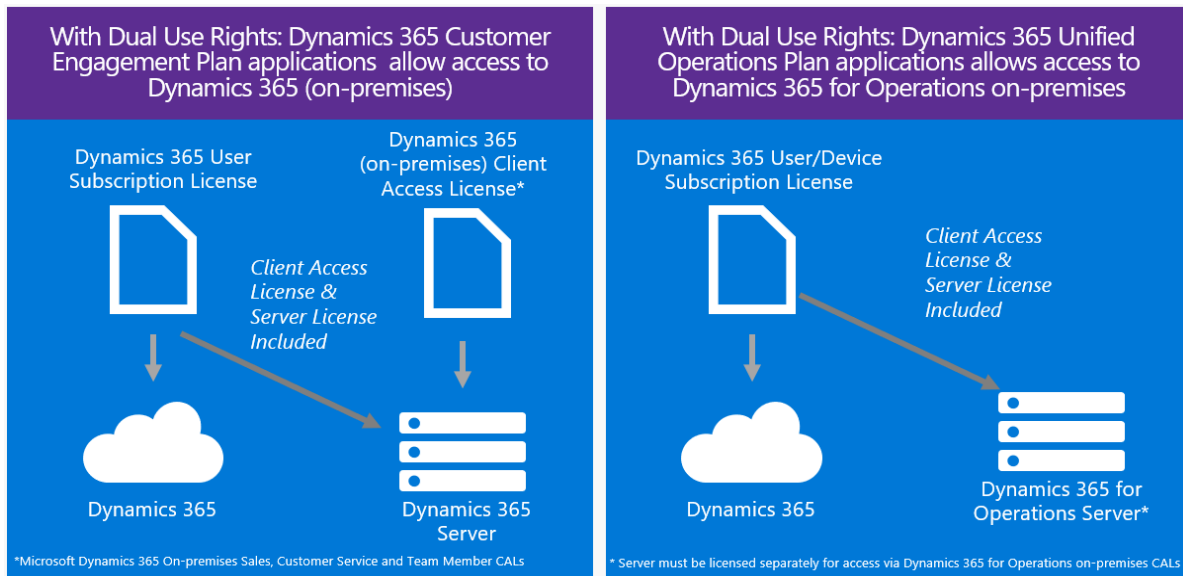 With Dual Use Rights: Dynamics 365 Customer
Engagement Plan applications allow access to
Dynamics 365 (on-premises)
Dynamics 365 User
Subscription License
Dynamics 365
(on-premises) Client
Access License*
Client Access
License &
Server License
Included
Dynamics 365
Dynamics 365
Server
*Microsoft Dynamics 365 On-premises Sales, Customer Service and Team Member CALs
With Dual Use Rights: Dynamics 365 Unified
Operations Plan applications allows access to
Dynamics 365 for Operations on-premises
Dynamics 365 User/Device
Subscription License
Client Access
License &
Server License
Included
Dynamics 365
Dynamics 365 for
Operations Server*
* Server must be licensed separately for access via Dynamics 365 for Operations on-premises CALs